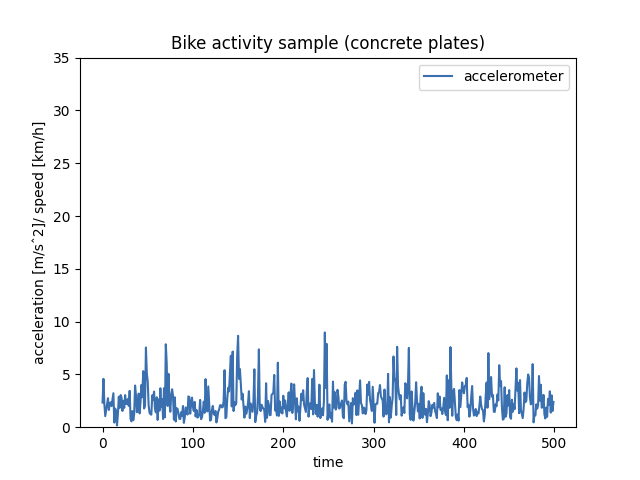 Bike activity sample (concrete plates)
accelerometer
35
30
25
20
15
10
5
0
acceleration [m/sˆ2]/ speed [km/h]
0 100 200 300 400 500
time